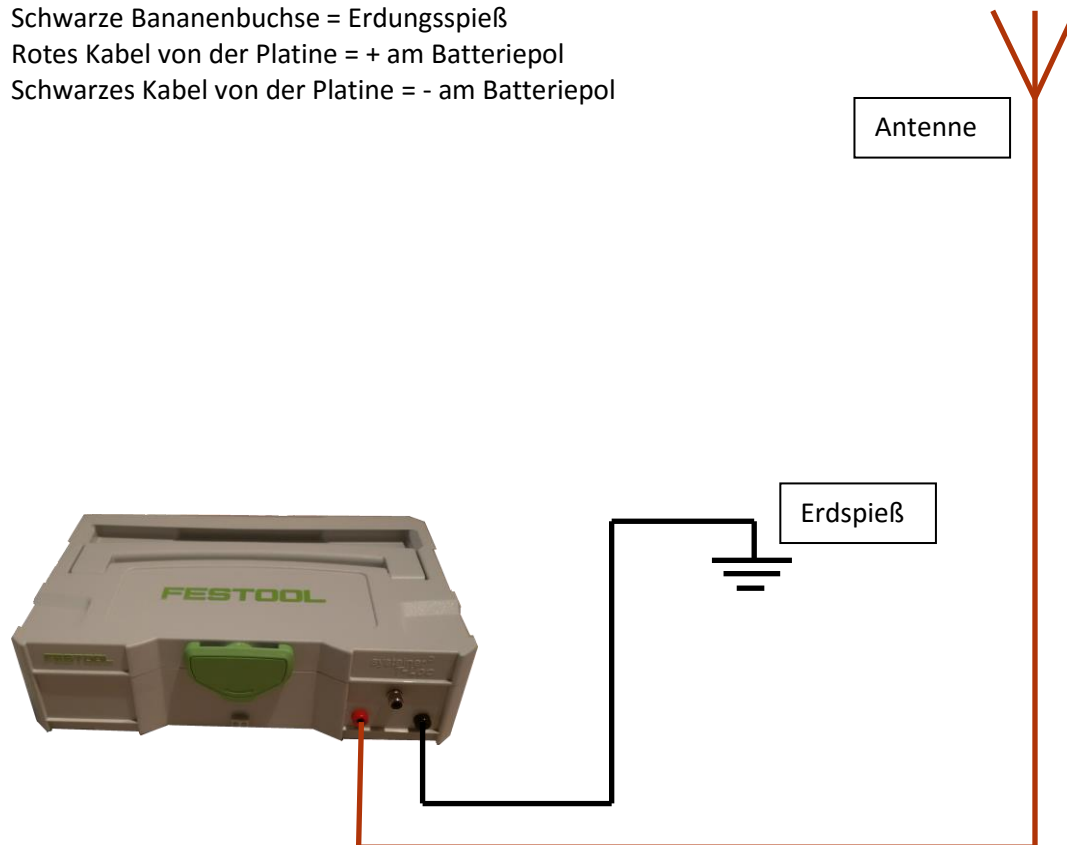 Schwarze Bananenbuchse = Erdungsspieß
Rotes Kabel von der Platine = + am Batteriepol
Schwarzes Kabel von der Platine = - am Batteriepol
Antenne
Erdspieß
FESTOOL
FESTOOL